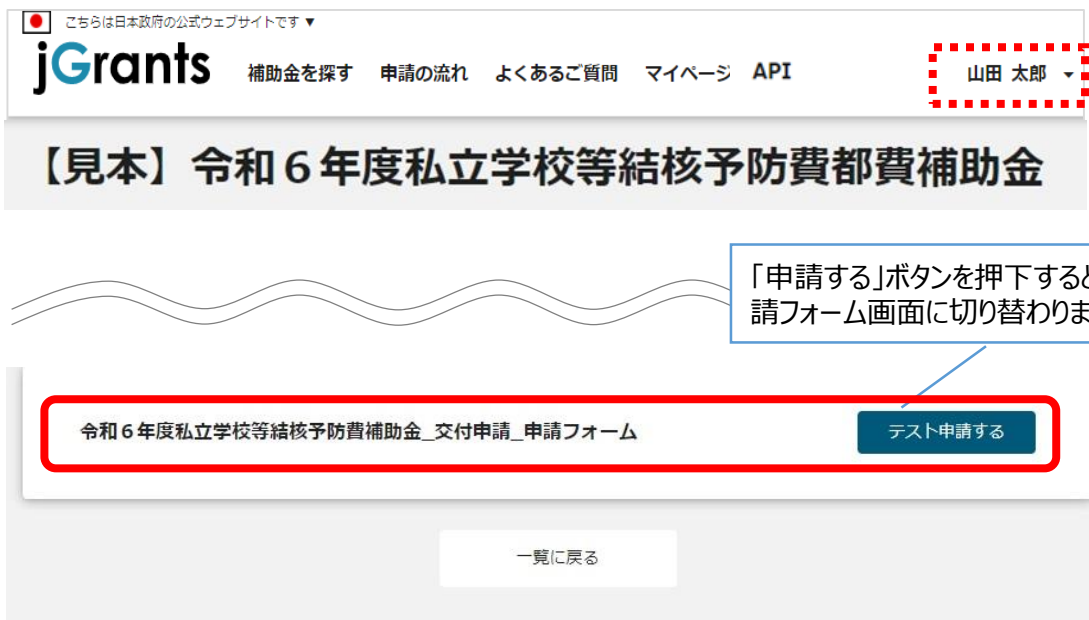 こちらは日本政府の公式ウェブサイトです ▼
jGrants 補助金を探す 申請の流れ よくあるご質問 マイページ API 山田 太郎
【見本】令和６年度私立学校等結核予防費都費補助金
「申請する」ボタンを押下すると
請フォーム画面に切り替わりま
令和６年度私立学校等結核予防費補助金_交付申請_申請フォーム テスト申請する
一覧に戻る